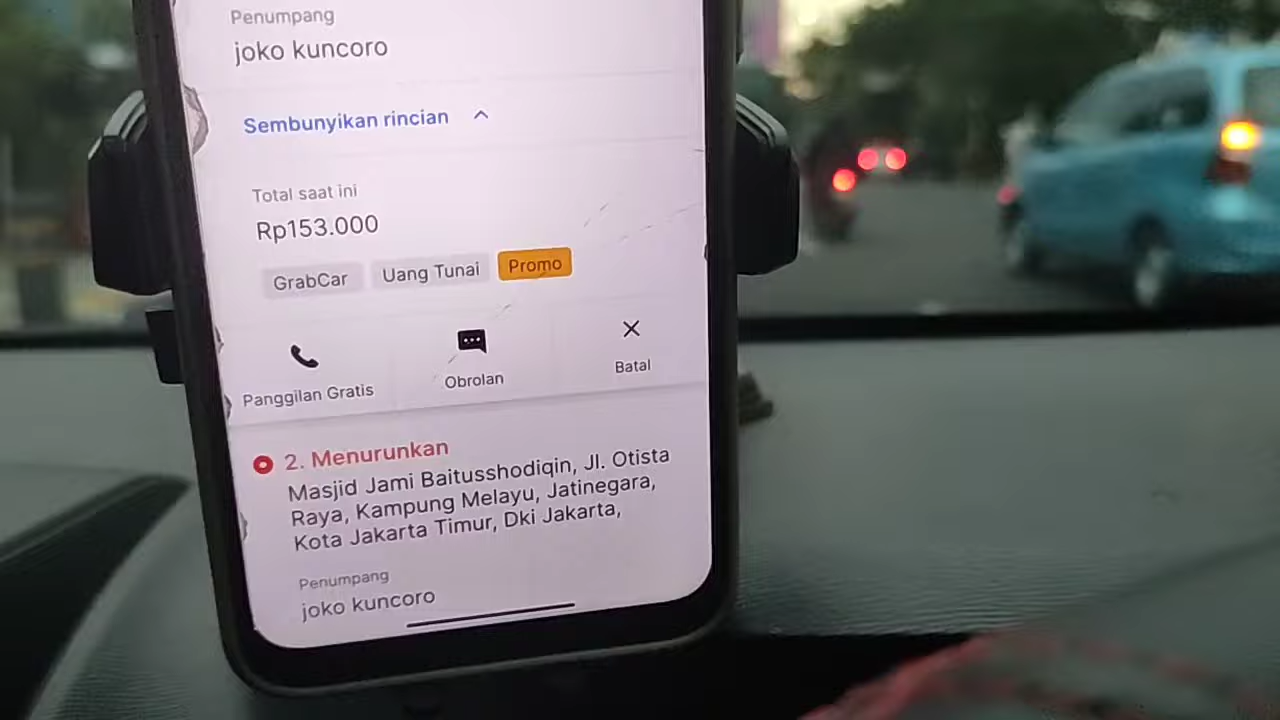 Penumpang
joko kuncoro
Sembunyikan rincian
Total saat ini
Rp153.000
GrabCar Uang Tunai Promo
Panggilan Gratis Obrolan Batal
2. Menurunkan
Masjid Jami Baitusshodiqin, Jl. Otista
Raya, Kampung Melayu, Jatinegara,
Kota Jakarta Timur, Dki Jakarta,
Penumpang
joko kuncoro